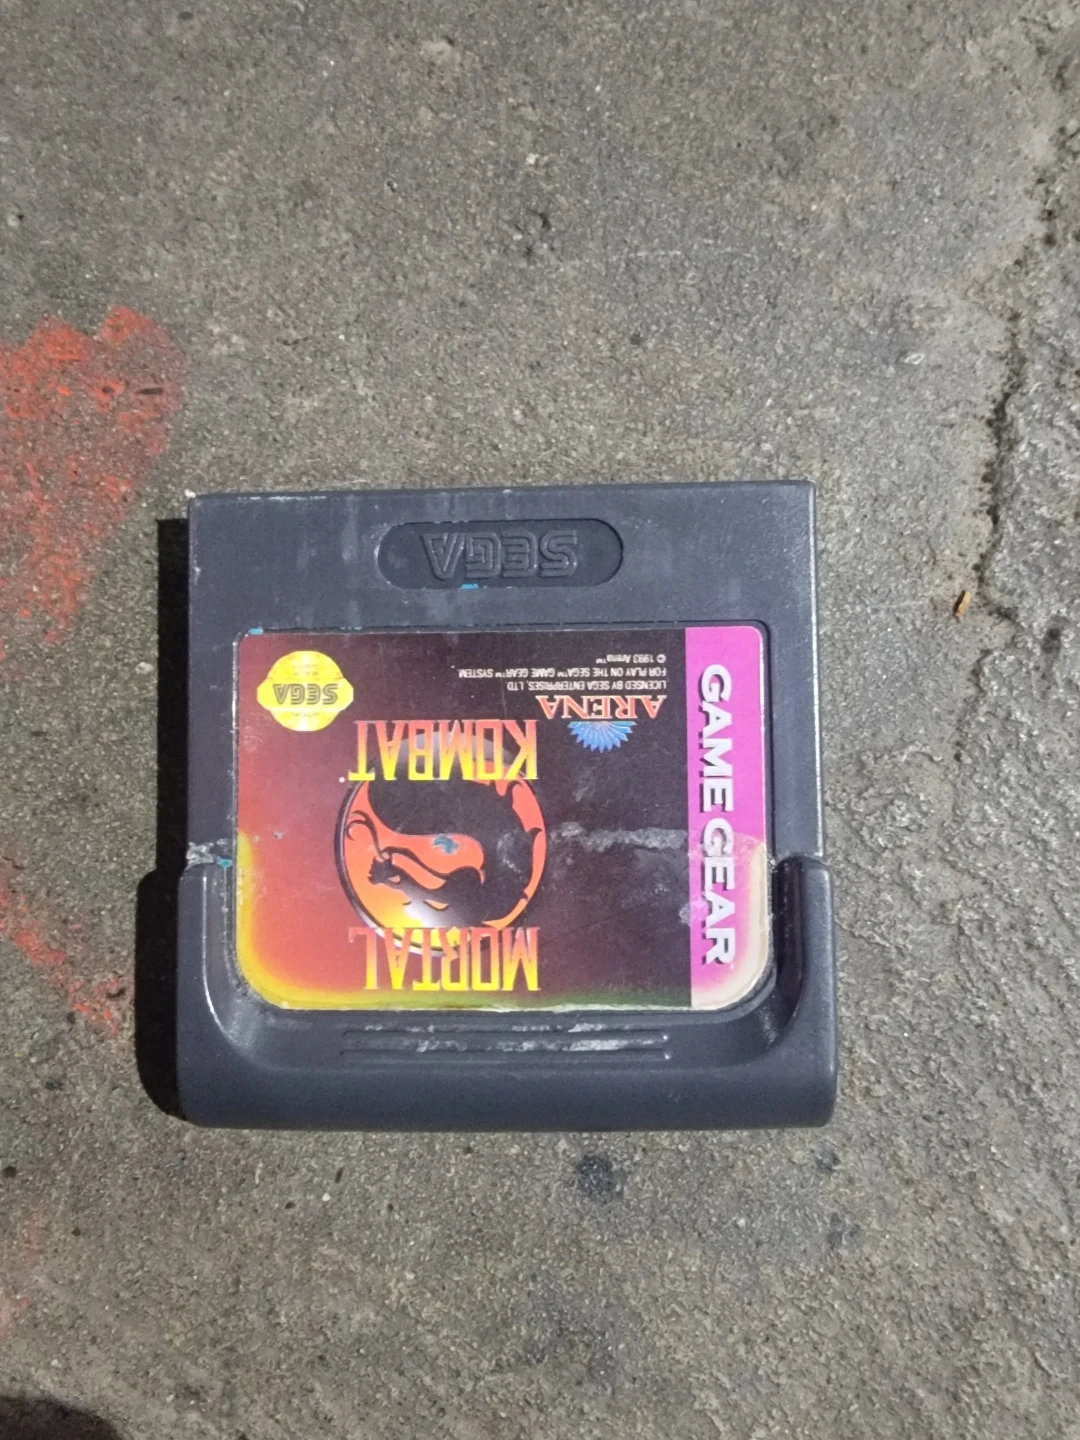 SEGA
GAME GEAR
MORTAL
KOMBAT®
ARENA
LICENSED BY SEGA ENTERPRISES, LTD
FOR PLAY ON THE SEGA™ GAME GEAR™ SYSTEM.
© 1993 Arena™
SEGA